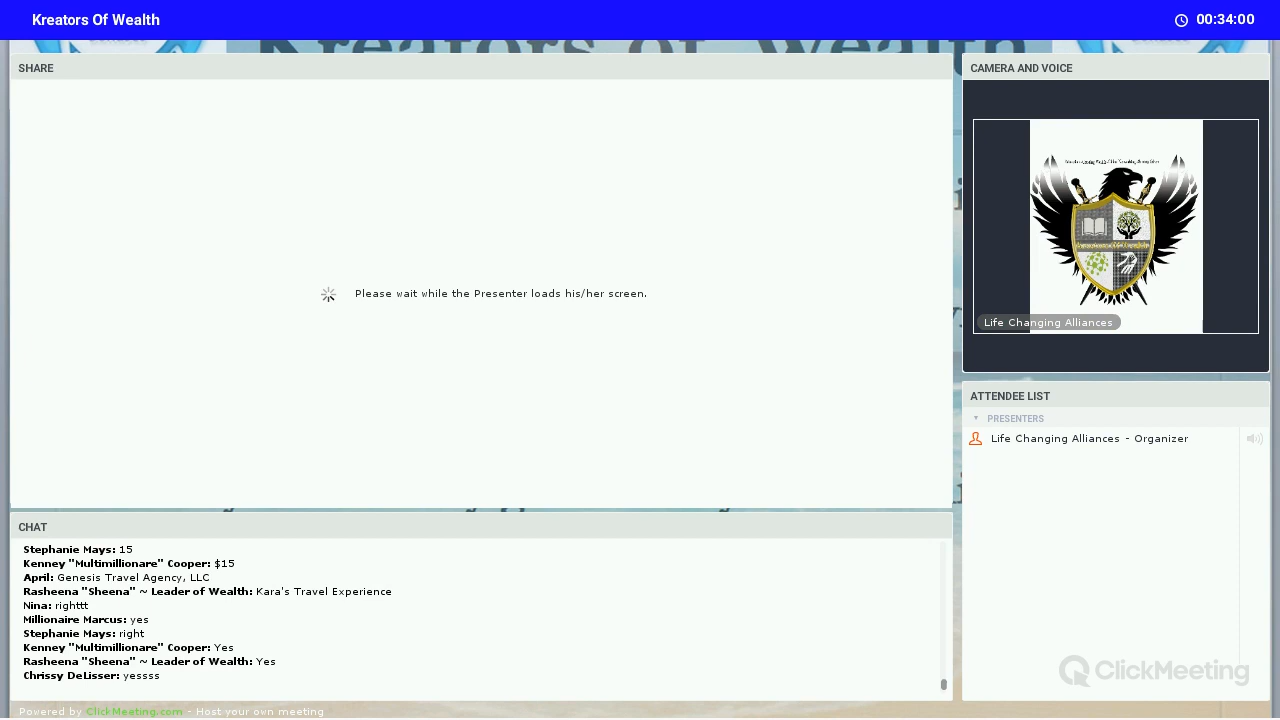 Kreators Of Wealth
00:34:00
Kreators of Wealth
SHARE
CAMERA AND VOICE
Please wait while the Presenter loads his/her screen.
Life Changing Alliances
ATTENDEE LIST
PRESENTERS
Life Changing Alliances - Organizer
CHAT
Stephanie Mays: 15
Kenney "Multimillionare" Cooper: $15
April: Genesis Travel Agency, LLC
Rasheena "Sheena" ~ Leader of Wealth: Kara's Travel Experience
Nina: righttt
Millionaire Marcus: yes
Stephanie Mays: right
Kenney "Multimillionare" Cooper: Yes
Rasheena "Sheena" ~ Leader of Wealth: Yes
Chrissy DeLisser: yessss
ClickMeeting
Powered by ClickMeeting.com - Host your own meeting